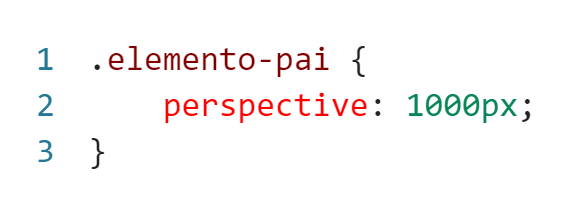 1 .elemento-pai {
2     perspective: 1000px;
3 }